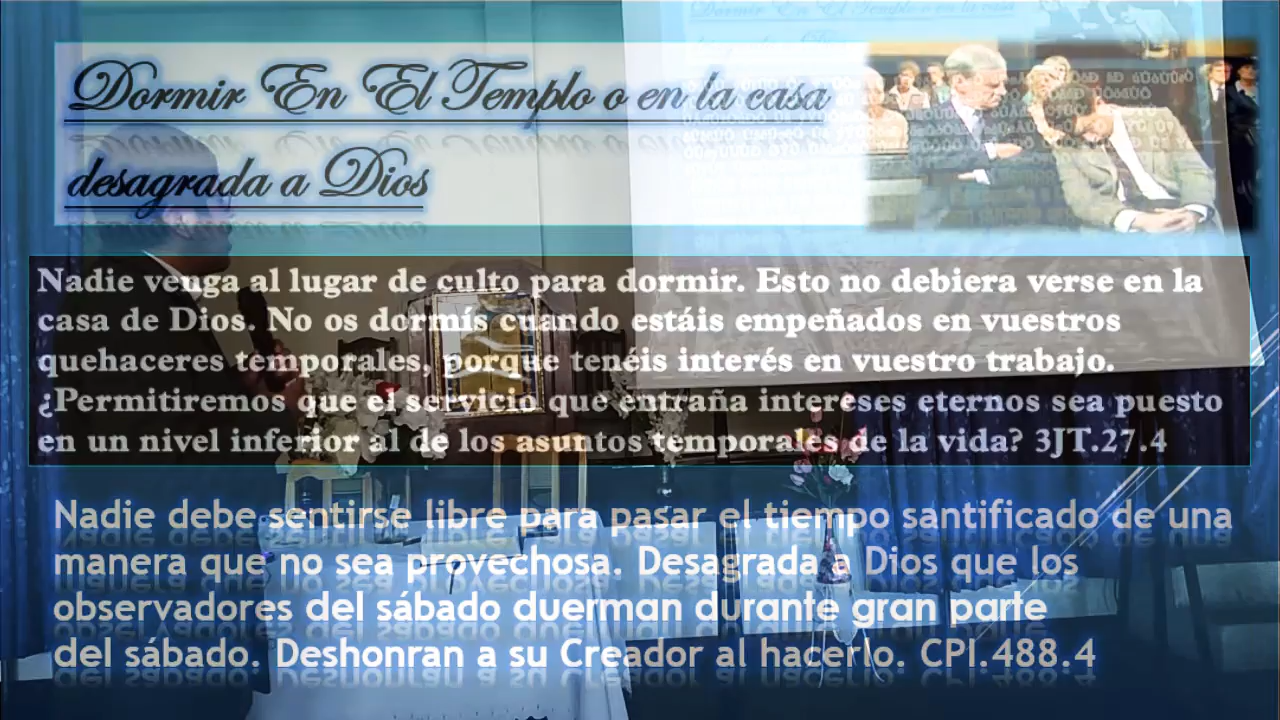 Dormir En El Templo o en la casa
desagrada a Dios
Nadie venga al lugar de culto para dormir. Esto no debiera verse en la
casa de Dios. No os dormís cuando estáis empeñados en vuestros
quehaceres temporales, porque tenéis interés en vuestro trabajo.
¿Permitiremos que el servicio que entraña intereses eternos sea puesto
en un nivel inferior al de los asuntos temporales de la vida? 3JT.27.4
Nadie debe sentirse libre para pasar el tiempo santificado de una
manera que no sea provechosa. Desagrada a Dios que los
observadores del sábado duerman durante gran parte
del sábado. Deshonran a su Creador al hacerlo. CPI.488.4